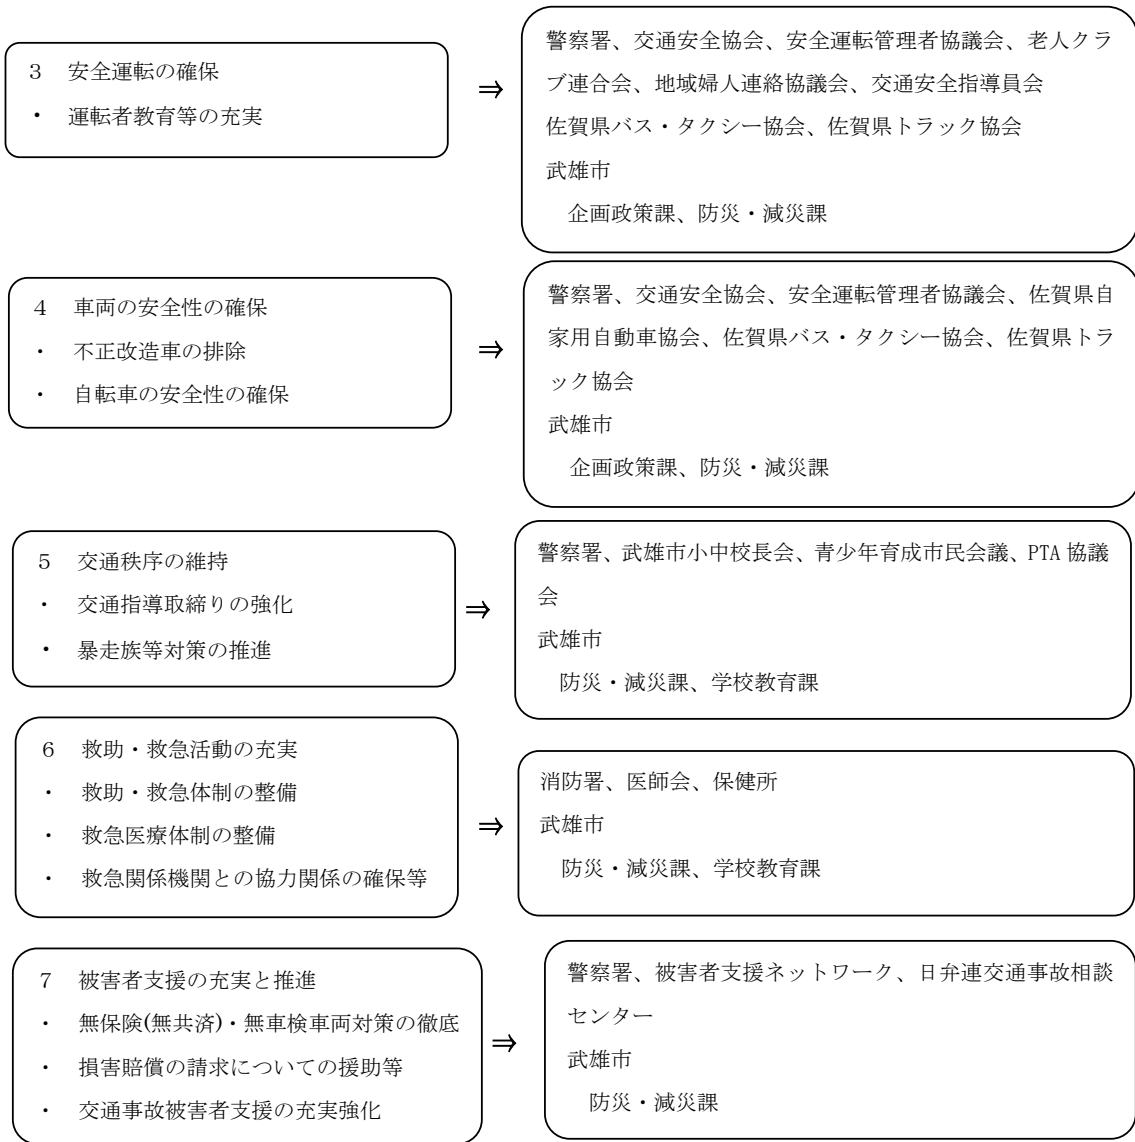 3 安全運転の確保
・ 運転者教育等の充実
⇒
警察署、交通安全協会、安全運転管理者協議会、老人クラ
ブ連合会、地域婦人連絡協議会、交通安全指導員会
佐賀県バス・タクシー協会、佐賀県トラック協会
武雄市
企画政策課、防災・減災課
4 車両の安全性の確保
・ 不正改造車の排除
・ 自転車の安全性の確保
⇒
警察署、交通安全協会、安全運転管理者協議会、佐賀県自
家用自動車協会、佐賀県バス・タクシー協会、佐賀県トラ
ック協会
武雄市
企画政策課、防災・減災課
5 交通秩序の維持
・ 交通指導取締りの強化
・ 暴走族等対策の推進
⇒
警察署、武雄市小中校長会、青少年育成市民会議、PTA 協議
会
武雄市
防災・減災課、学校教育課
6 救助・救急活動の充実
・ 救助・救急体制の整備
・ 救急医療体制の整備
・ 救急関係機関との協力関係の確保等
⇒
消防署、医師会、保健所
武雄市
防災・減災課、学校教育課
7 被害者支援の充実と推進
・ 無保険(無共済)・無車検車両対策の徹底
・ 損害賠償の請求についての援助等
・ 交通事故被害者支援の充実強化
⇒
警察署、被害者支援ネットワーク、日弁連交通事故相談
センター
武雄市
防災・減災課